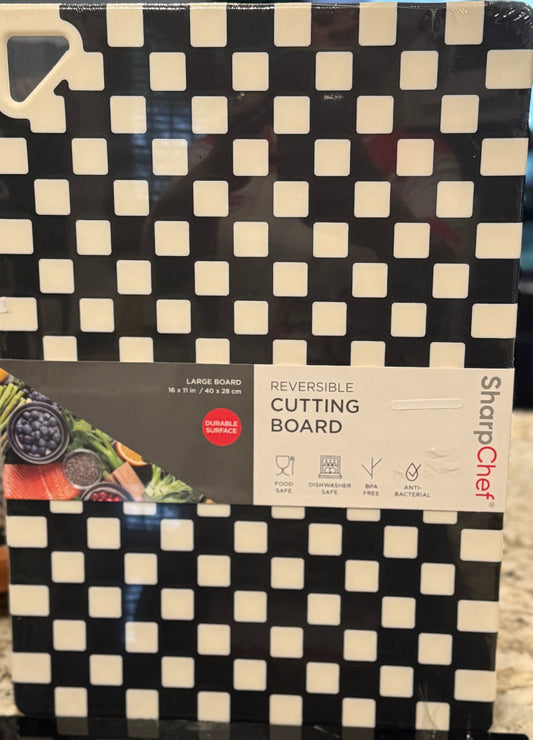 LARGE BOARD
16 x 11 in / 40 x 28 cm
DURABLE
SURFACE
REVERSIBLE
CUTTING
BOARD
FOOD
SAFE
DISHWASHER
SAFE
BPA
FREE
ANTI-
BACTERIAL
SharpChef®